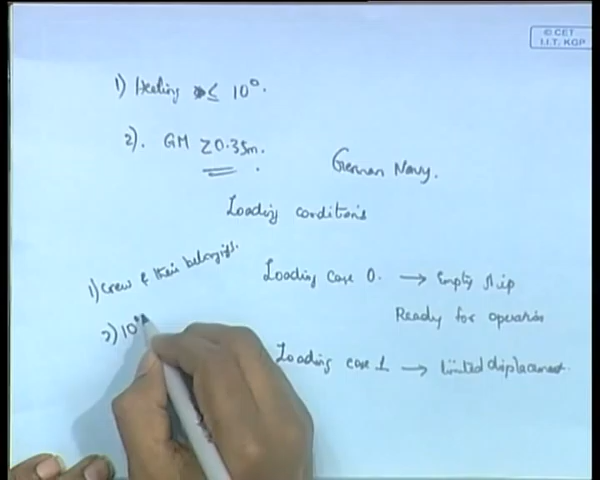 © CET
I.I.T. KGP
1) Heeling ≤ 10°.
2). GM ≥ 0.35m.
German Navy.
Loading conditions
1) Crew & their belongings.
Loading case 0. → Empty ship
Ready for operation
2) 10%
Loading case 1 → limited displacement.